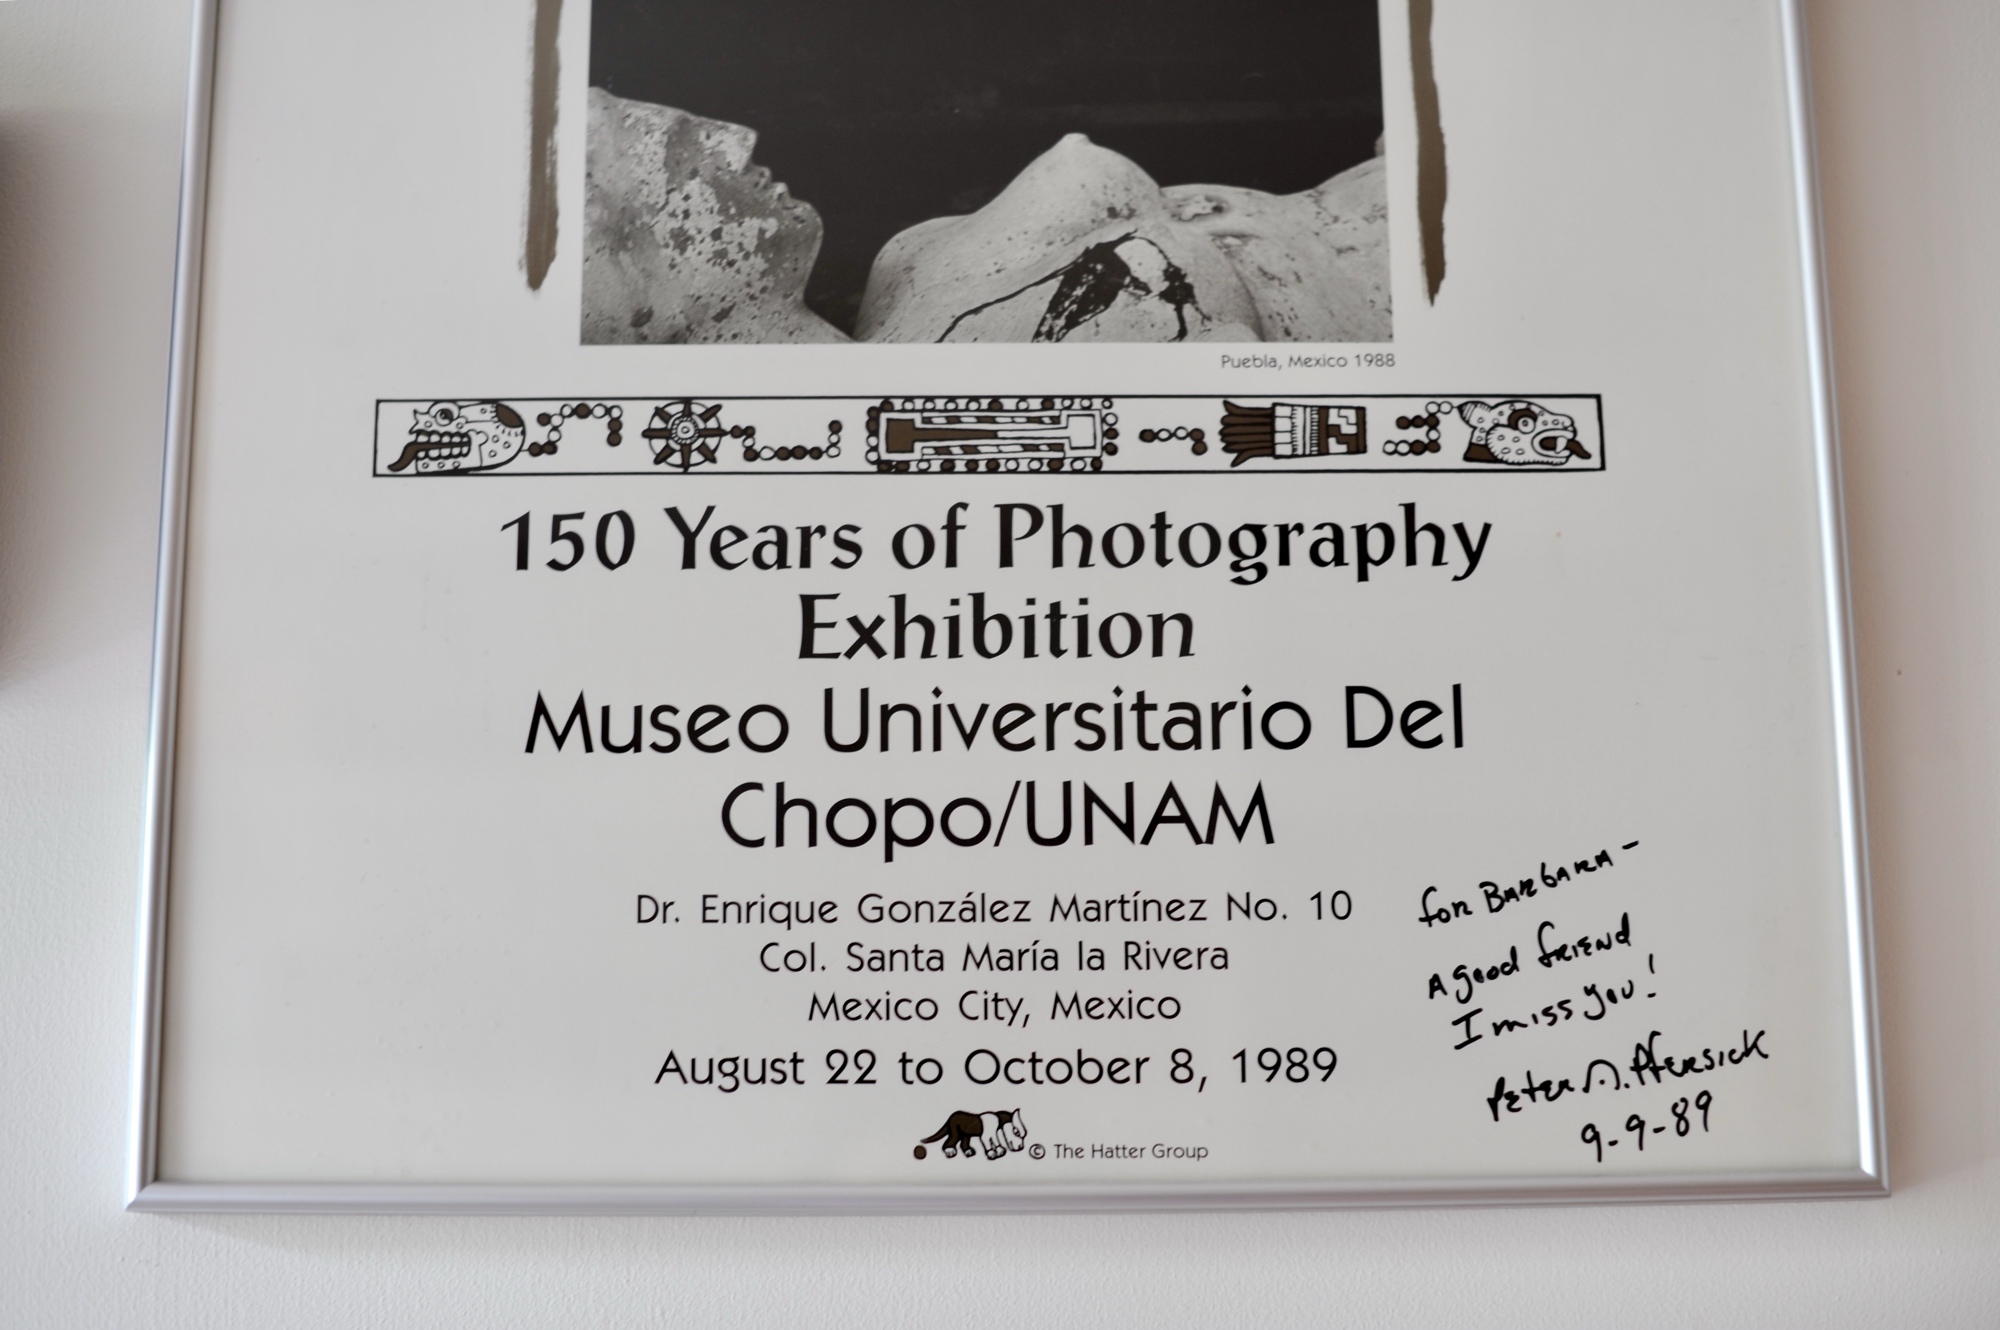 Puebla, Mexico 1988
150 Years of Photography
Exhibition
Museo Universitario Del
Chopo/UNAM
Dr. Enrique González Martínez No. 10
Col. Santa María la Rivera
Mexico City, Mexico
August 22 to October 8, 1989
© The Hatter Group
for Barbara -
A good friend
I miss you!
Peter A. Pfersick
9-9-89